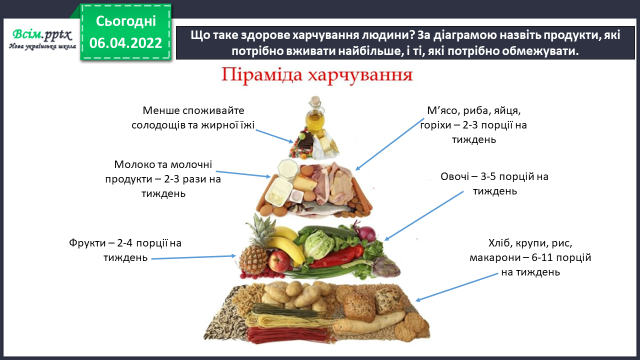 Всім.pptx
Нова українська школа
Сьогодні
06.04.2022
Що таке здорове харчування людини? За діаграмою назвіть продукти, які
потрібно вживати найбільше, і ті, які потрібно обмежувати.
Піраміда харчування
Менше споживайте
солодощів та жирної їжі
М’ясо, риба, яйця,
горіхи – 2-3 порції на
тиждень
Молоко та молочні
продукти – 2-3 рази на
тиждень
Овочі – 3-5 порцій на
тиждень
Фрукти – 2-4 порції на
тиждень
Хліб, крупи, рис,
макарони – 6-11 порцій
на тиждень